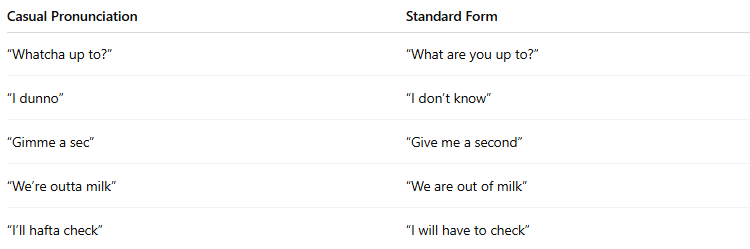 Casual Pronunciation Standard Form
“Whatcha up to?” “What are you up to?”
“I dunno” “I don’t know”
“Gimme a sec” “Give me a second”
“We’re outta milk” “We are out of milk”
“I’ll hafta check” “I will have to check”